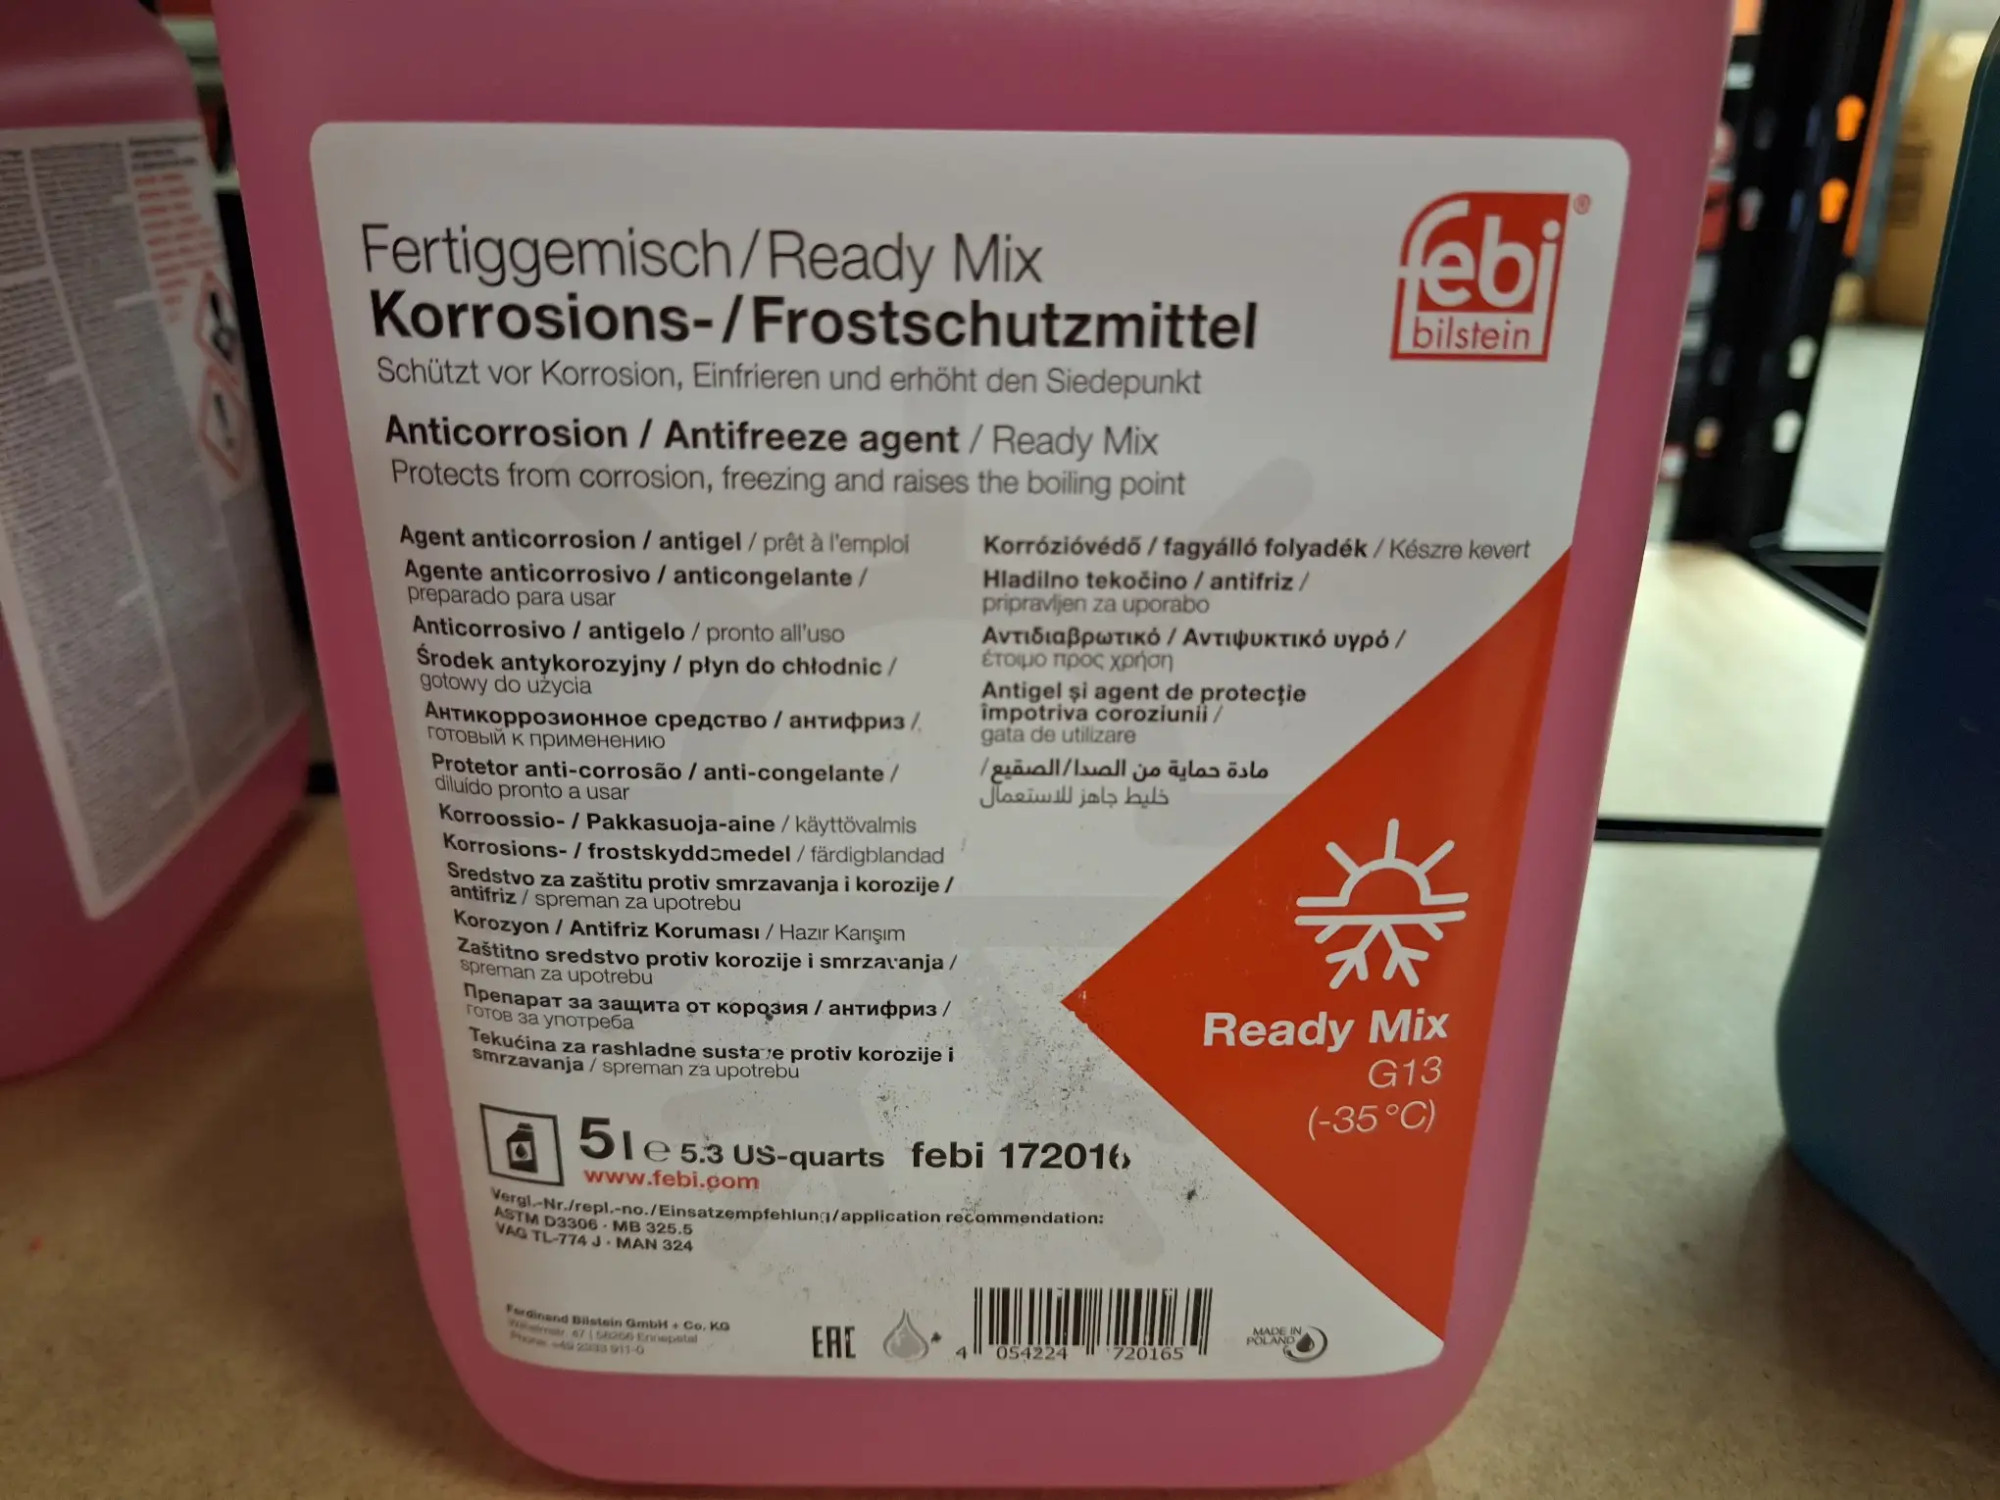 Fertiggemisch/Ready Mix
Korrosions-/Frostschutzmittel
Schützt vor Korrosion, Einfrieren und erhöht den Siedepunkt
febi®
bilstein
Anticorrosion / Antifreeze agent / Ready Mix
Protects from corrosion, freezing and raises the boiling point
Agent anticorrosion / antigel / prêt à l'emploi
Agente anticorrosivo / anticongelante /
preparado para usar
Anticorrosivo / antigelo / pronto all'uso
Środek antykorozyjny / płyn do chłodnic /
gotowy do użycia
Антикоррозионное средство / антифриз /
готовый к применению
Protetor anti-corrosão / anti-congelante /
diluído pronto a usar
Korroossio- / Pakkasuoja-aine / käyttövalmis
Korrosions- / frostskyddsmedel / färdigblandad
Sredstvo za zaštitu protiv smrzavanja i korozije /
antifriz / spreman za upotrebu
Korozyon / Antifriz Koruması / Hazır Karışım
Zaštitno sredstvo protiv korozije i smrzavanja /
spreman za upotrebu
Препарат за защита от корозия / антифриз /
готов за употреба
Tekućina za rashladne sustave protiv korozije i
smrzavanja / spreman za upotrebu
Korrózióvédő / fagyálló folyadék / Készre kevert
Hladilno tekočino / antifriz /
pripravljen za uporabo
Αντιδιαβρωτικό / Αντιψυκτικό υγρό /
έτοιμο προς χρήση
Antigel și agent de protecție
împotriva coroziunii /
gata de utilizare
مادة حماية من الصدا/الصقيع/
خليط جاهز للاستعمال
Ready Mix
G13
(-35°C)
5 l e 5.3 US-quarts febi 172016
www.febi.com
Vergl.-Nr./repl.-no./Einsatzempfehlung/application recommendation:
ASTM D3306 · MB 325.5
VAG TL-774 J · MAN 324
Ferdinand Bilstein GmbH + Co. KG
47 | 58256 Ennepetal
+49 2333 911-0
EAC
4 054224 720165
MADE IN
POLAND